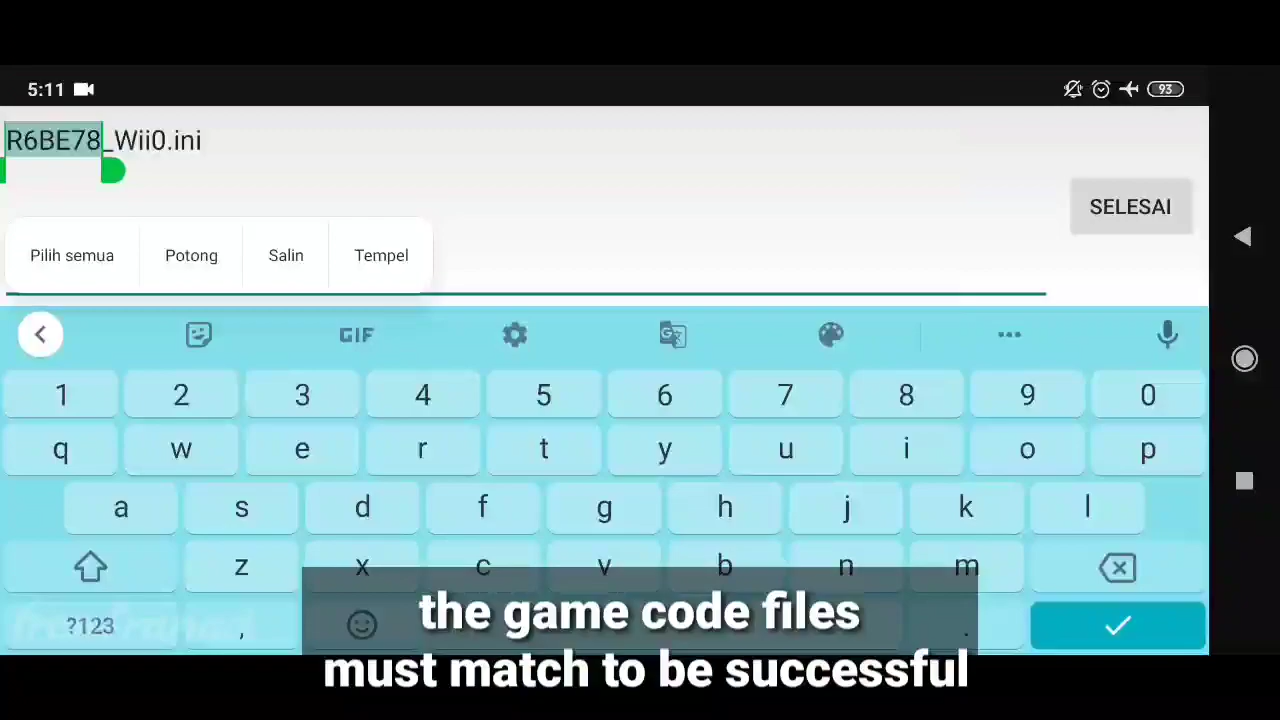 5:11
93
R6BE78_Wii0.ini
SELESAI
Pilih semua Potong Salin Tempel
GIF
1 2 3 4 5 6 7 8 9 0
q w e r t y u i o p
a s d f g h j k l
z x c v b n m
?123 , .
the game code files
must match to be successful